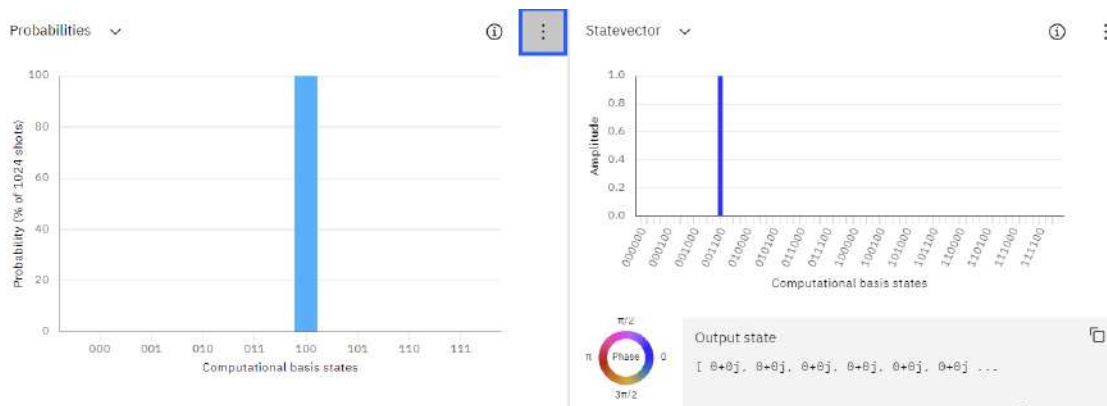 Probabilities
Probability (% of 1024 shots)
100
80
60
40
20
0
000 001 010 011 100 101 110 111
Computational basis states
Statevector
Amplitude
1.0
0.8
0.6
0.4
0.2
0.0
000000 000100 001000 001100 010000 010100 011000 011100 100000 100100 101000 101100 110000 110100 111000 111100
Computational basis states
π/2
π Phase 0
3π/2
Output state
[ 0+0j, 0+0j, 0+0j, 0+0j, 0+0j, 0+0j ...